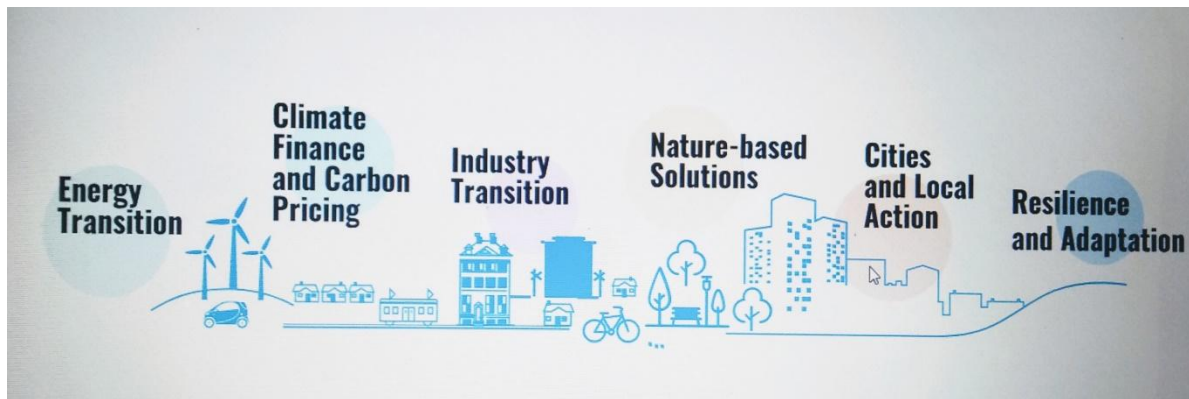 Energy
Transition
Climate
Finance
and Carbon
Pricing
Industry
Transition
Nature-based
Solutions
Cities
and Local
Action
Resilience
and Adaptation